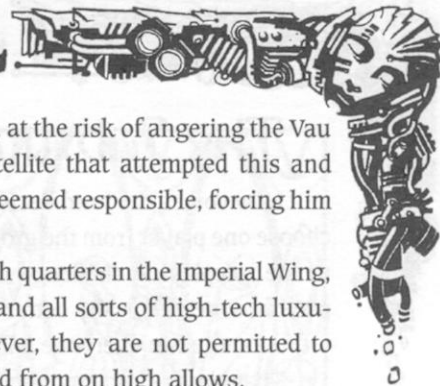 at the risk of angering the Vau
tellite that attempted this and
eemed responsible, forcing him
h quarters in the Imperial Wing,
and all sorts of high-tech luxu-
ver, they are not permitted to
d from on high allows.